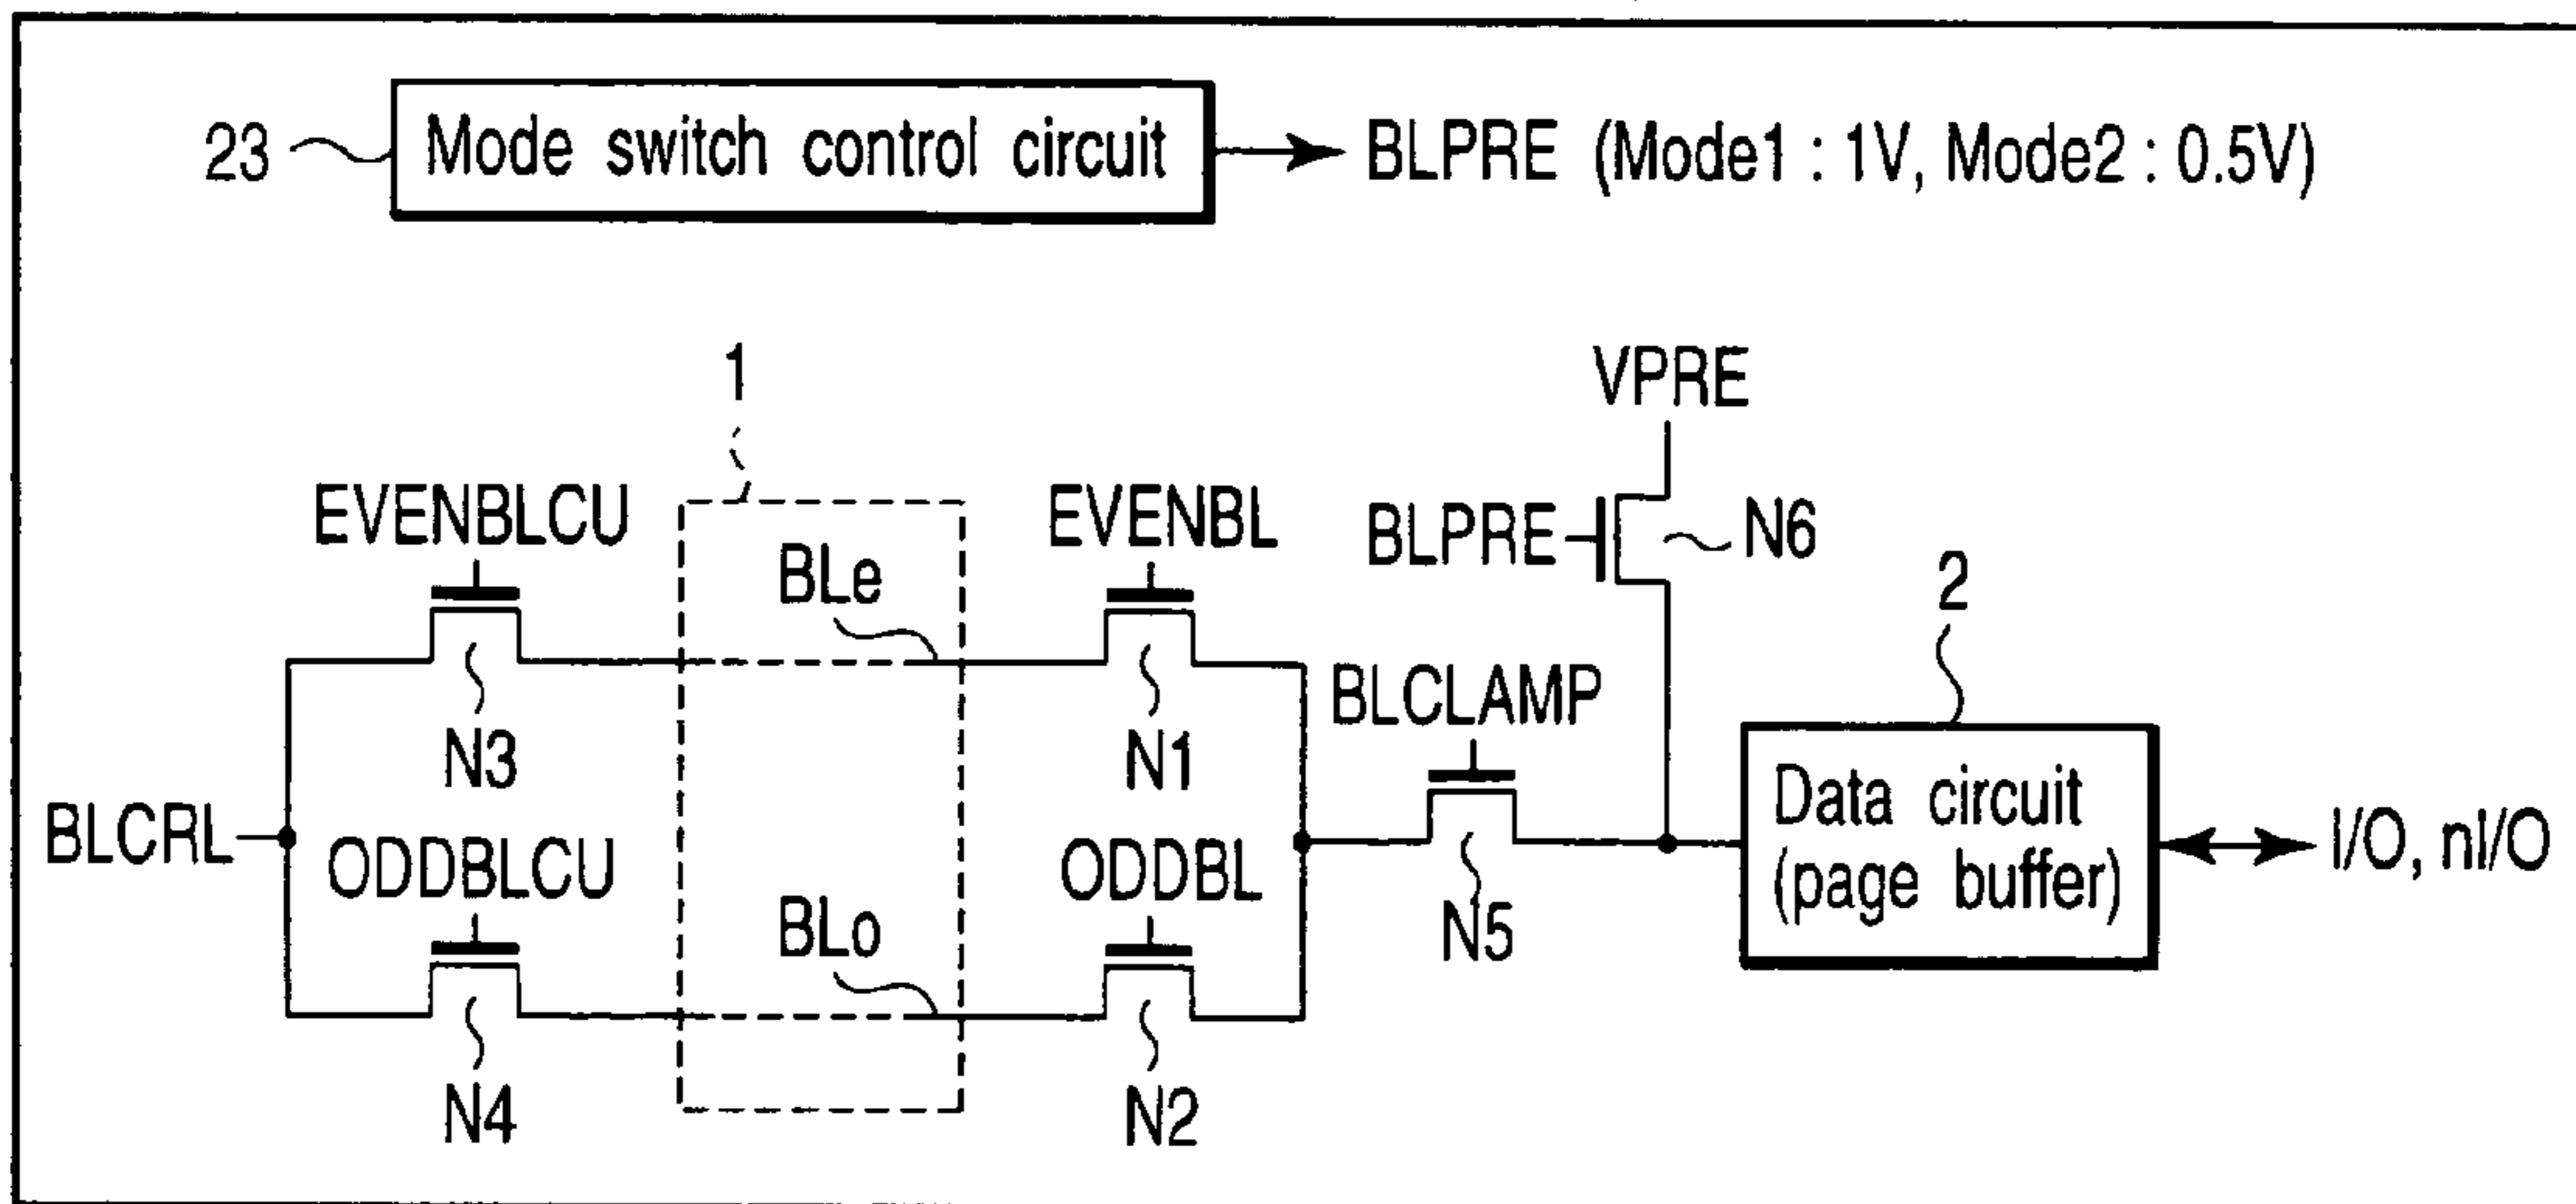 23
Mode switch control circuit
BLPRE (Mode1 : 1V, Mode2 : 0.5V)
1
VPRE
EVENBLCU
EVENBL
BLPRE
N6
BLe
2
BLCLAMP
N3
N1
Data circuit
(page buffer)
I/O, nI/O
BLCRL
ODDBLCU
ODDBL
BLo
N5
N4
N2